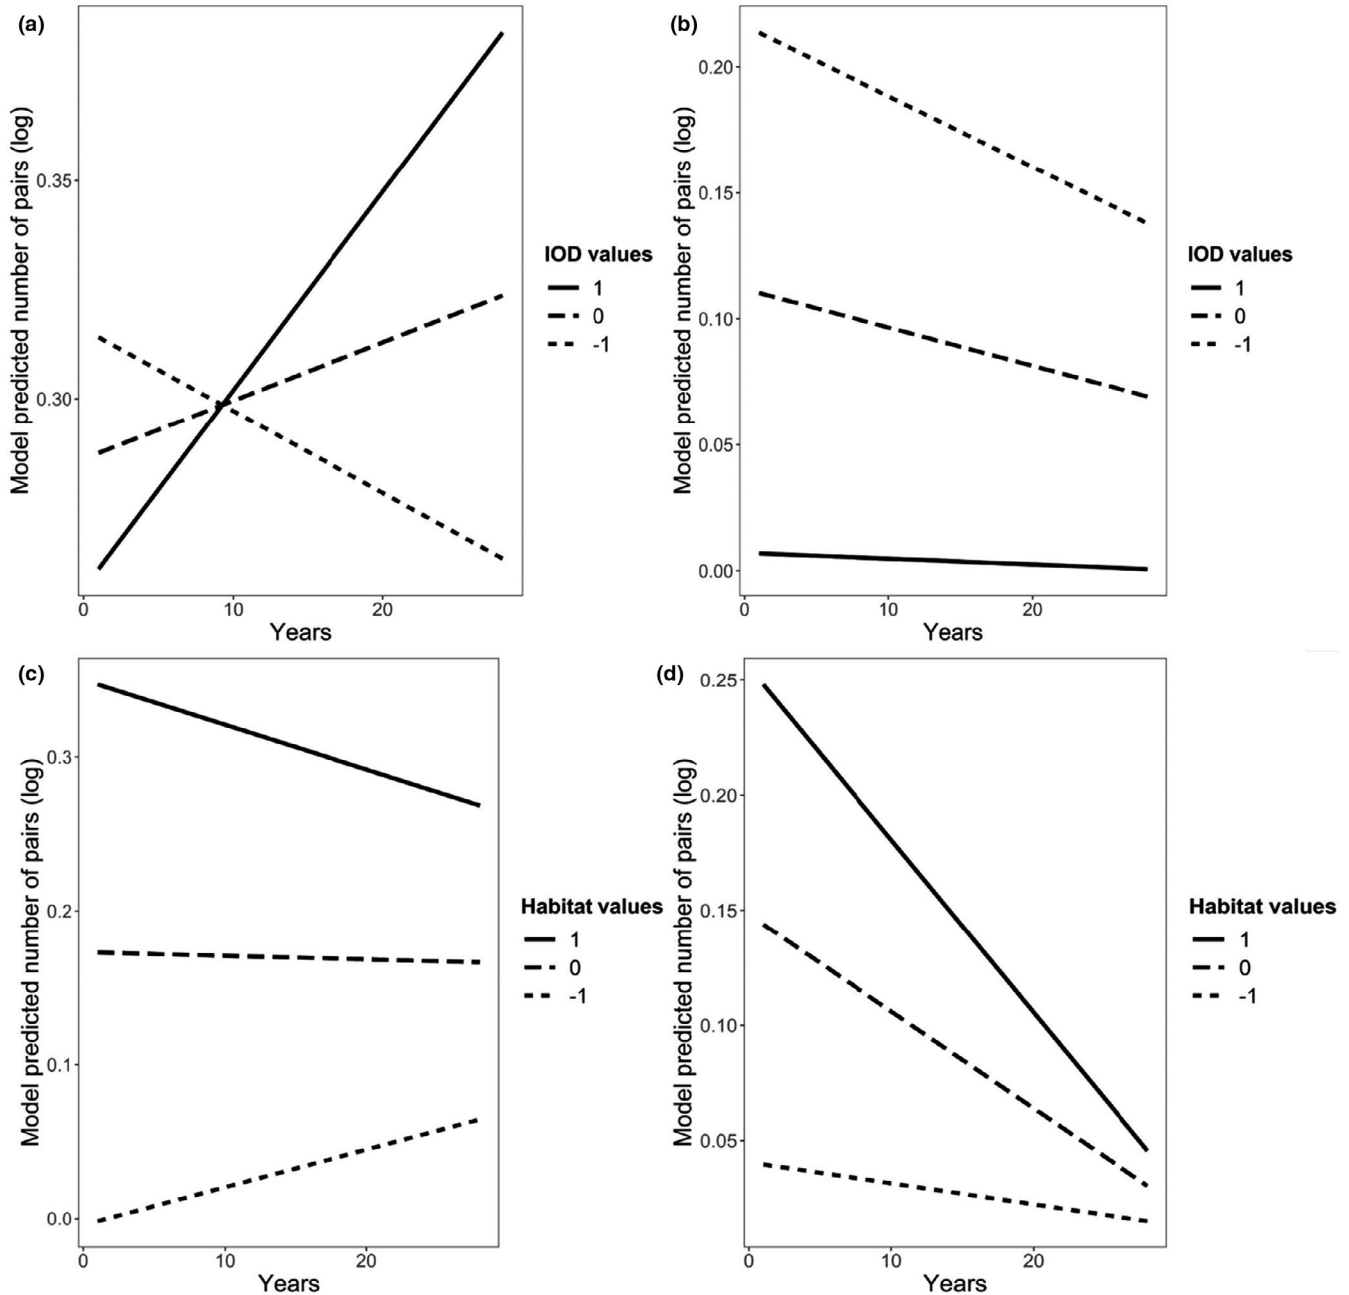 (a)
Model predicted number of pairs (log)
0.35
0.30
0
10
20
Years
IOD values
1
0
-1
(b)
Model predicted number of pairs (log)
0.20
0.15
0.10
0.05
0.00
0
10
20
Years
IOD values
1
0
-1
(c)
Model predicted number of pairs (log)
0.3
0.2
0.1
0.0
0
10
20
Years
Habitat values
1
0
-1
(d)
Model predicted number of pairs (log)
0.25
0.20
0.15
0.10
0.05
0
10
20
Years
Habitat values
1
0
-1